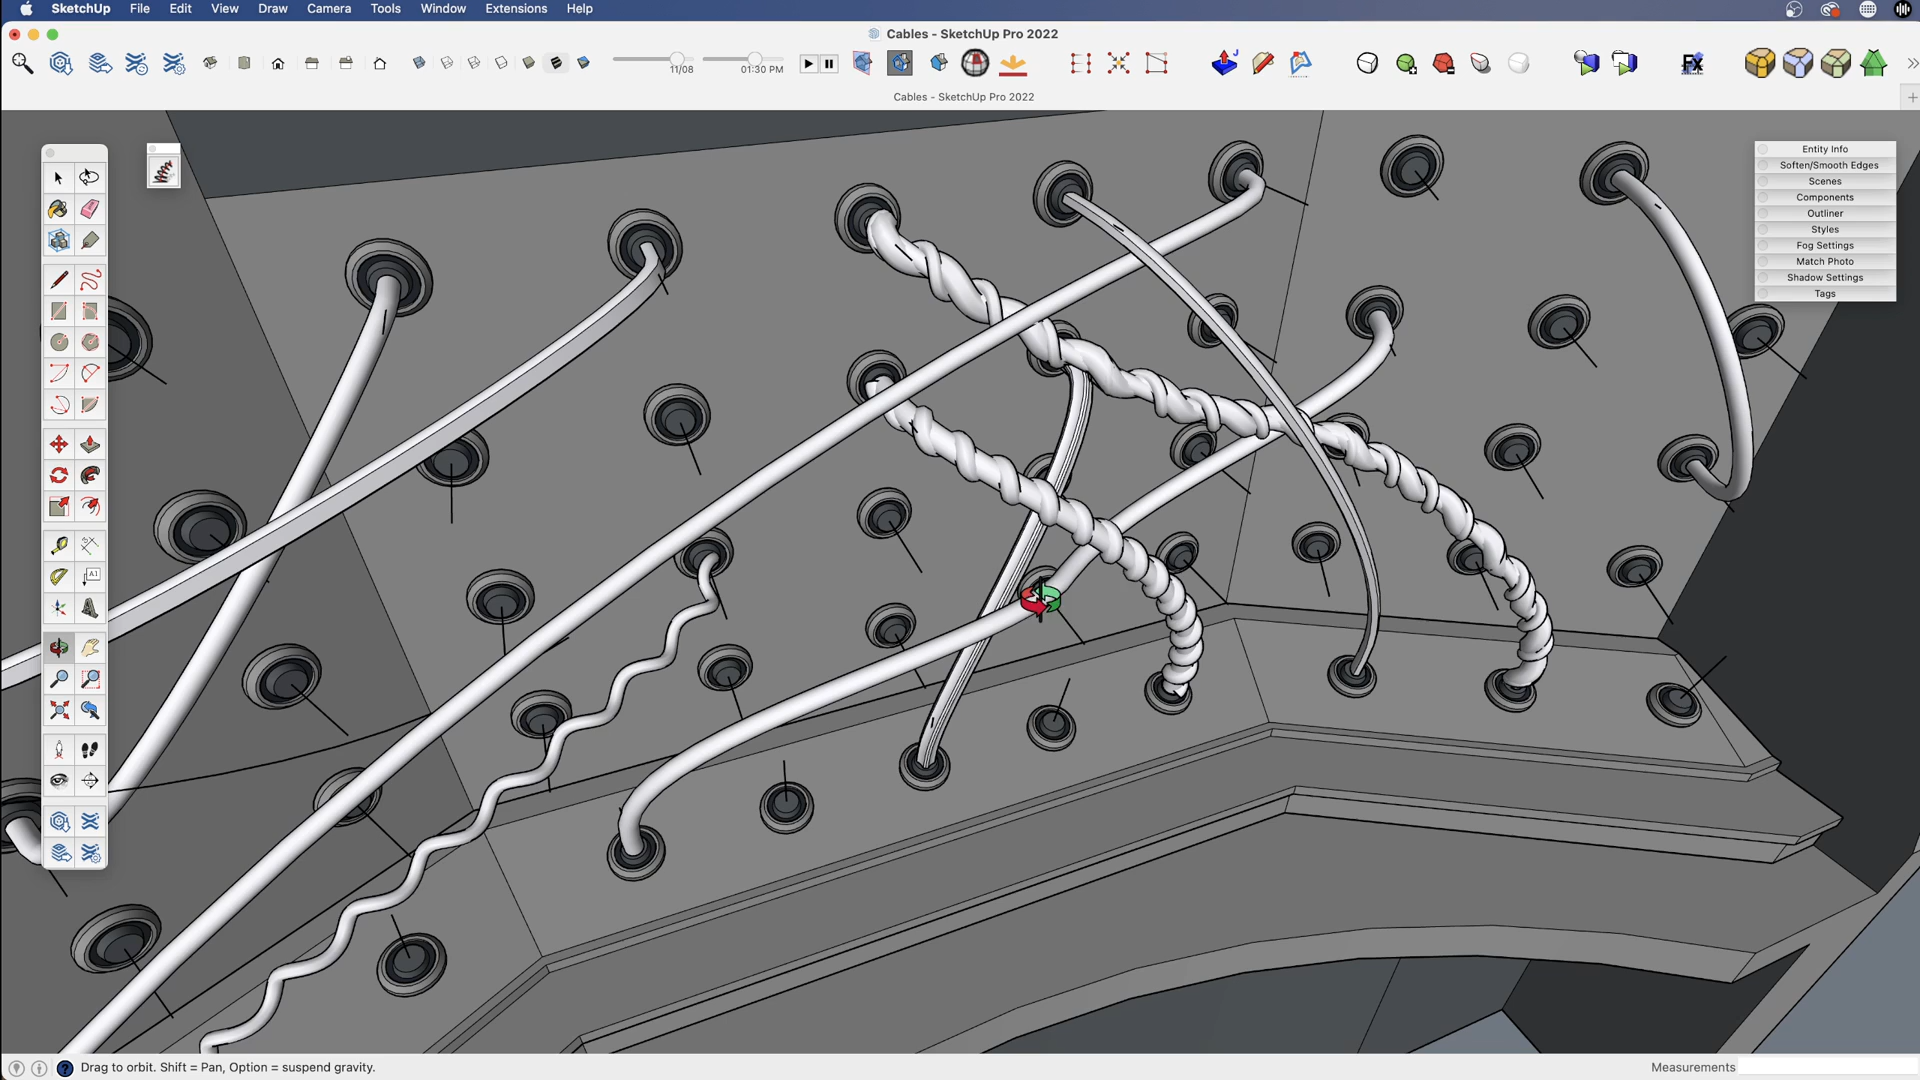 SketchUp File Edit View Draw Camera Tools Window Extensions Help
Cables - SketchUp Pro 2022
11/08
01:30 PM
J
FX
Cables - SketchUp Pro 2022
Entity Info
Soften/Smooth Edges
Scenes
Components
Outliner
Styles
Fog Settings
Match Photo
Shadow Settings
Tags
A1
Drag to orbit. Shift = Pan, Option = suspend gravity.
Measurements